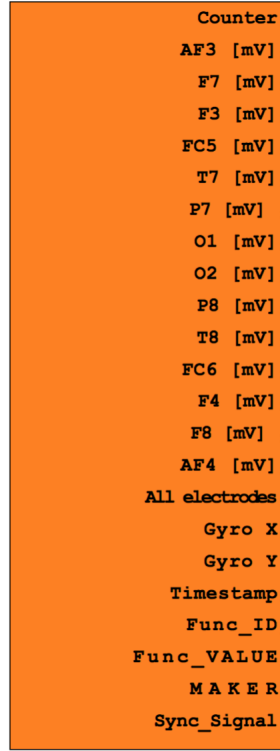 Counter
AF3 [mV]
F7 [mV]
F3 [mV]
FC5 [mV]
T7 [mV]
P7 [mV]
O1 [mV]
O2 [mV]
P8 [mV]
T8 [mV]
FC6 [mV]
F4 [mV]
F8 [mV]
AF4 [mV]
All electrodes
Gyro X
Gyro Y
Timestamp
Func_ID
Func_VALUE
MAKER
Sync_Signal